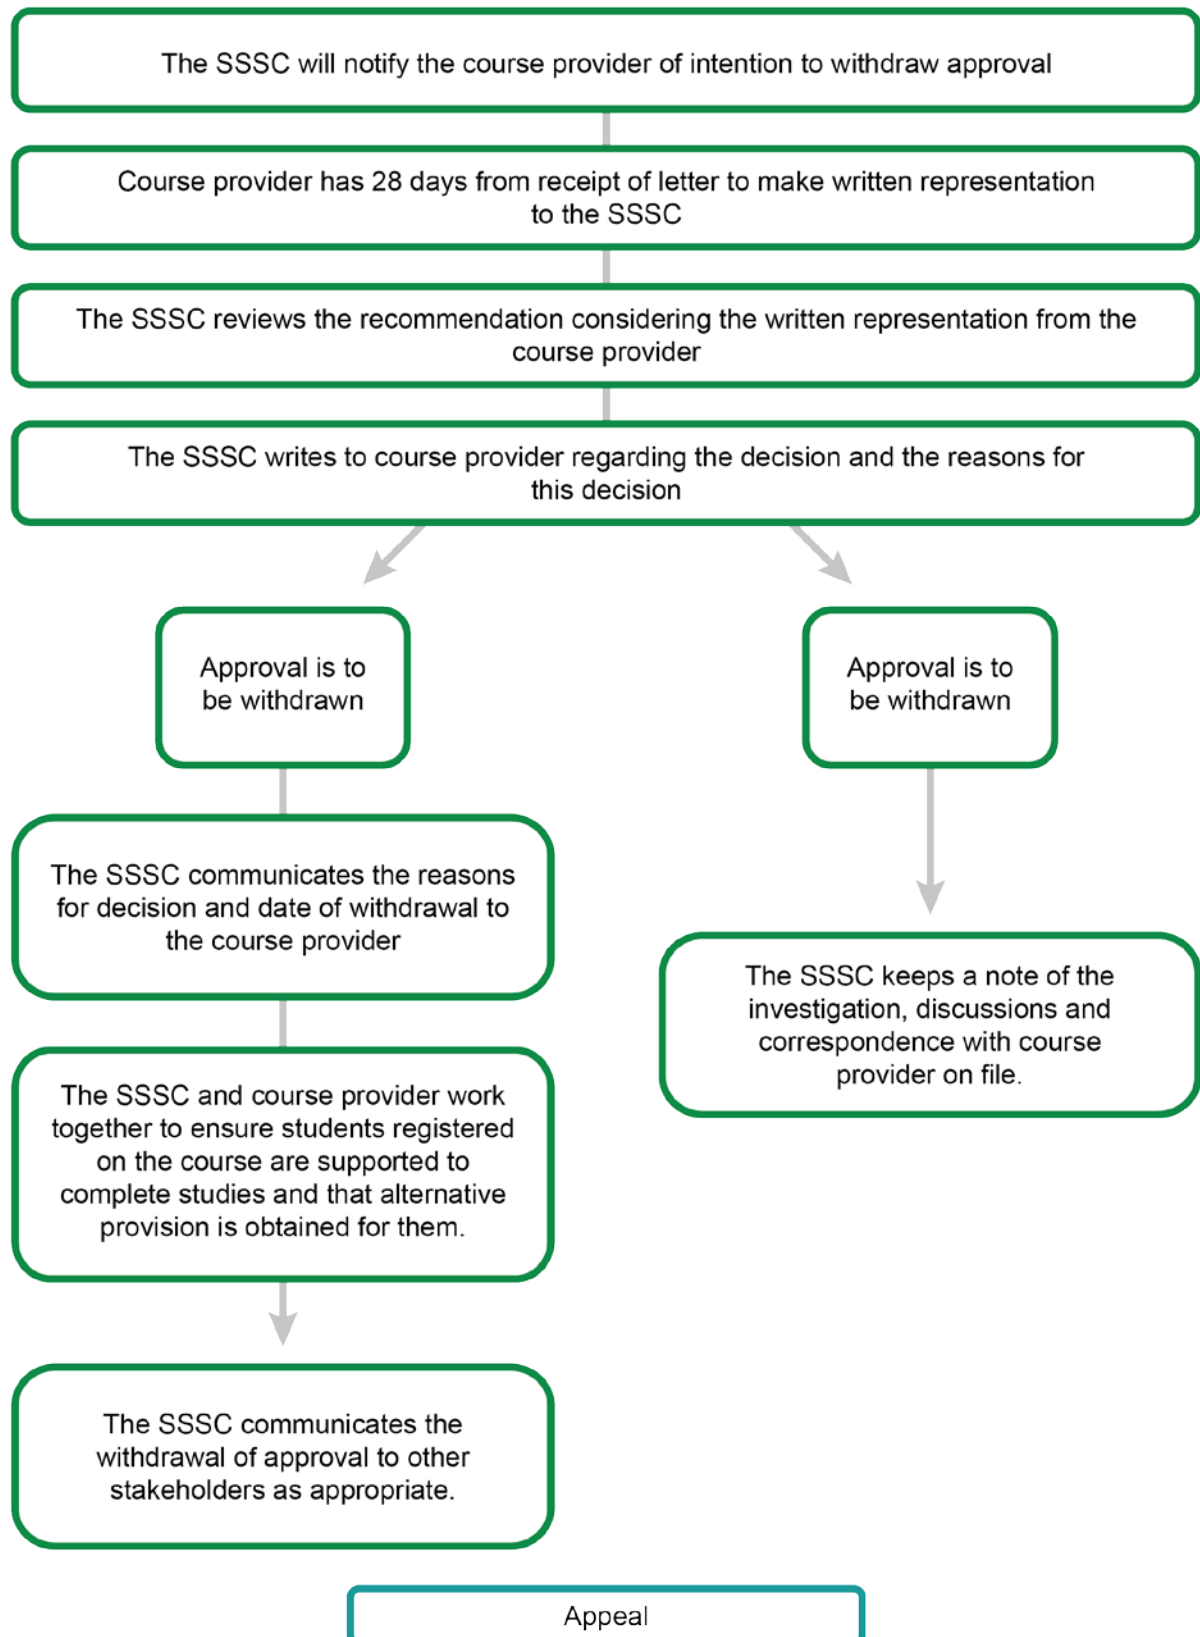 The SSSC will notify the course provider of intention to withdraw approval
Course provider has 28 days from receipt of letter to make written representation
to the SSSC
The SSSC reviews the recommendation considering the written representation from the
course provider
The SSSC writes to course provider regarding the decision and the reasons for
this decision
Approval is to
be withdrawn
Approval is to
be withdrawn
The SSSC communicates the reasons
for decision and date of withdrawal to
the course provider
The SSSC keeps a note of the
investigation, discussions and
correspondence with course
provider on file.
The SSSC and course provider work
together to ensure students registered
on the course are supported to
complete studies and that alternative
provision is obtained for them.
The SSSC communicates the
withdrawal of approval to other
stakeholders as appropriate.
Appeal